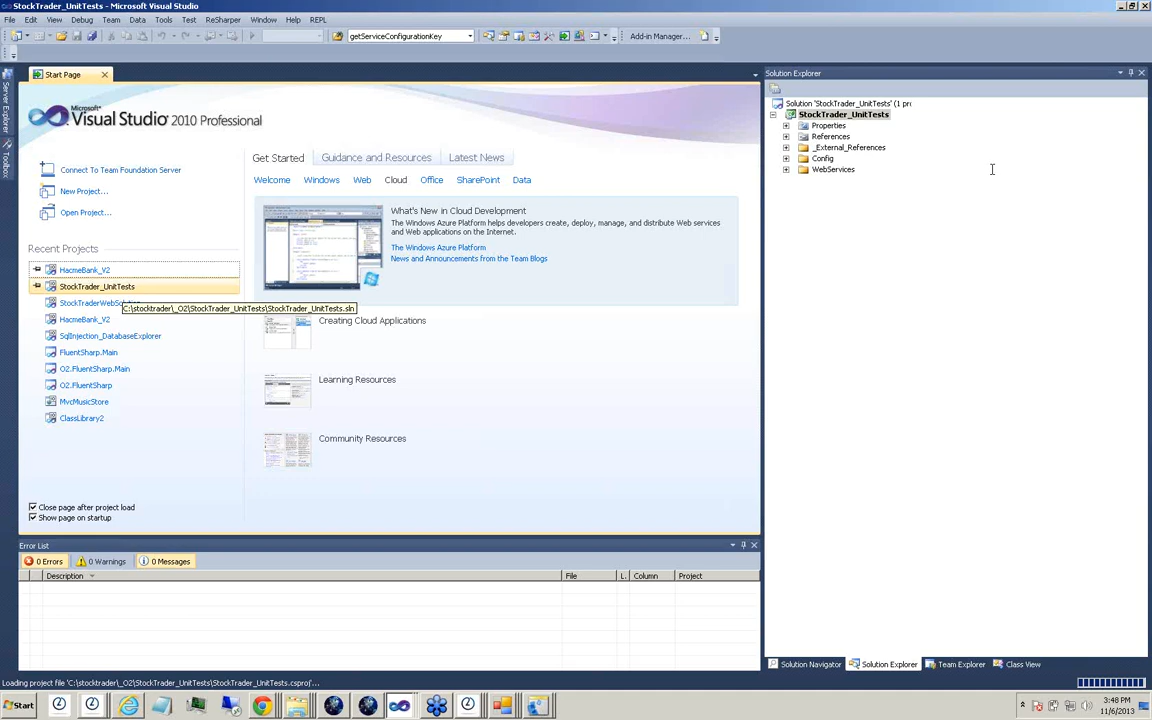 StockTrader_UnitTests - Microsoft Visual Studio
File Edit View Debug Team Data Tools Test ReSharper Window Help REPL
getServiceConfigurationKey Add-in Manager...
Server Explorer
Toolbox
Start Page
Microsoft
Visual Studio 2010 Professional
Connect To Team Foundation Server
New Project...
Open Project...
Recent Projects
HacmeBank_V2
StockTrader_UnitTests
C:\stocktrader\_O2\StockTrader_UnitTests\StockTrader_UnitTests.sln
HacmeBank_V2
SqlInjection_DatabaseExplorer
FluentSharp.Main
O2.FluentSharp.Main
O2.FluentSharp
MvcMusicStore
ClassLibrary2
Close page after project load
Show page on startup
Get Started Guidance and Resources Latest News
Welcome Windows Web Cloud Office SharePoint Data
What's New in Cloud Development
The Windows Azure Platform helps developers create, deploy, manage, and distribute Web services
and Web applications on the Internet.
The Windows Azure Platform
News and Announcements from the Team Blogs
Creating Cloud Applications
Learning Resources
Community Resources
Error List
0 Errors 0 Warnings 0 Messages
Description File L. Column Project
Solution Explorer
Solution 'StockTrader_UnitTests' (1 pr
StockTrader_UnitTests
Properties
References
_External_References
Config
WebServices
Solution Navigator Solution Explorer Team Explorer Class View
Loading project file 'C:\stocktrader\_O2\StockTrader_UnitTests\StockTrader_UnitTests.csproj'...
Start
3:48 PM
11/6/2013